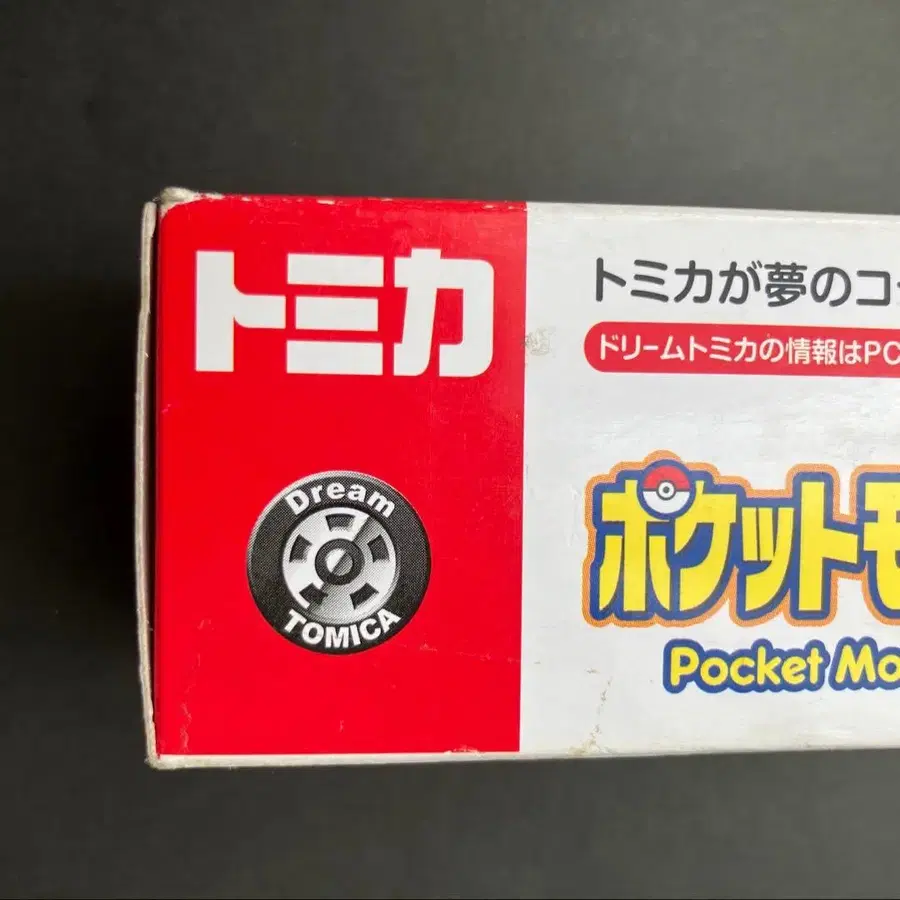 トミカ
Dream
TOMICA
トミカが夢のコ
ドリームトミカの情報はPC
ポケットモ
Pocket Mo